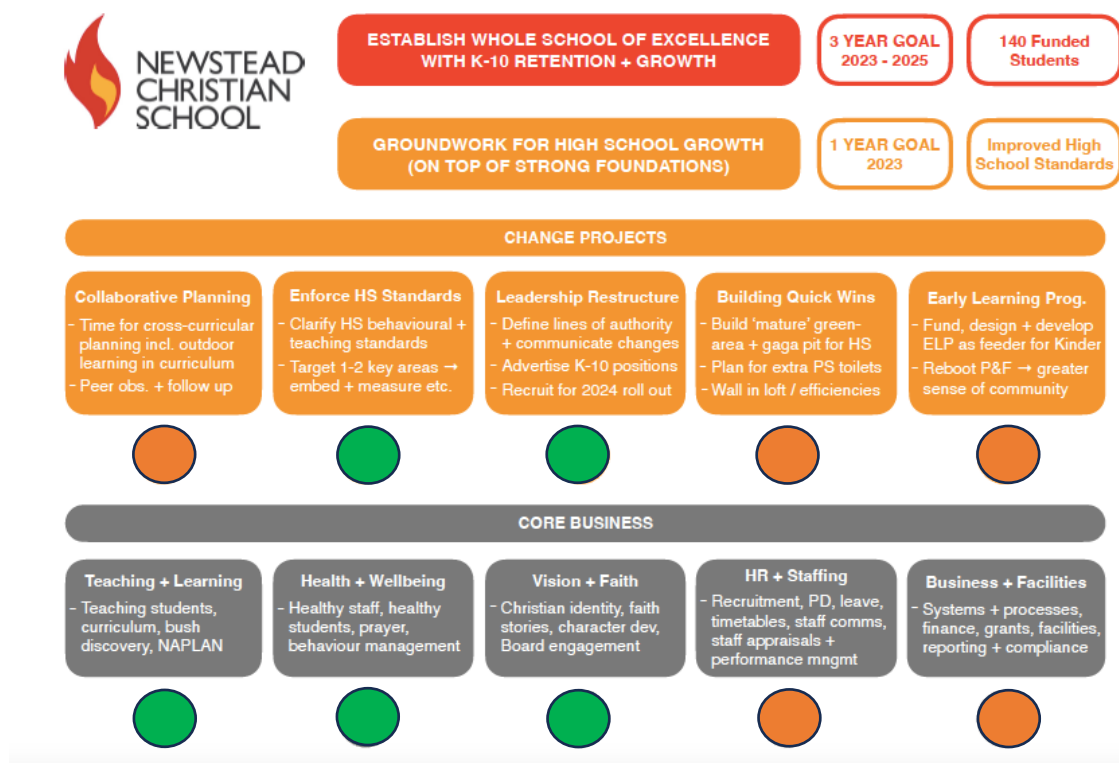 NEWSTEAD
CHRISTIAN
SCHOOL
ESTABLISH WHOLE SCHOOL OF EXCELLENCE
WITH K-10 RETENTION + GROWTH
3 YEAR GOAL
2023 - 2025
140 Funded
Students
GROUNDWORK FOR HIGH SCHOOL GROWTH
(ON TOP OF STRONG FOUNDATIONS)
1 YEAR GOAL
2023
Improved High
School Standards
CHANGE PROJECTS
Collaborative Planning
- Time for cross-curricular
planning incl. outdoor
learning in curriculum
- Peer obs. + follow up
Enforce HS Standards
- Clarify HS behavioural +
teaching standards
- Target 1-2 key areas →
embed + measure etc.
Leadership Restructure
- Define lines of authority
+ communicate changes
- Advertise K-10 positions
- Recruit for 2024 roll out
Building Quick Wins
- Build ‘mature’ green-
area + gaga pit for HS
- Plan for extra PS toilets
- Wall in loft / efficiencies
Early Learning Prog.
- Fund, design + develop
ELP as feeder for Kinder
- Reboot P&F → greater
sense of community
CORE BUSINESS
Teaching + Learning
- Teaching students,
curriculum, bush
discovery, NAPLAN
Health + Wellbeing
- Healthy staff, healthy
students, prayer,
behaviour management
Vision + Faith
- Christian identity, faith
stories, character dev,
Board engagement
HR + Staffing
- Recruitment, PD, leave,
timetables, staff comms,
staff appraisals +
performance mngmt
Business + Facilities
- Systems + processes,
finance, grants, facilities,
reporting + compliance